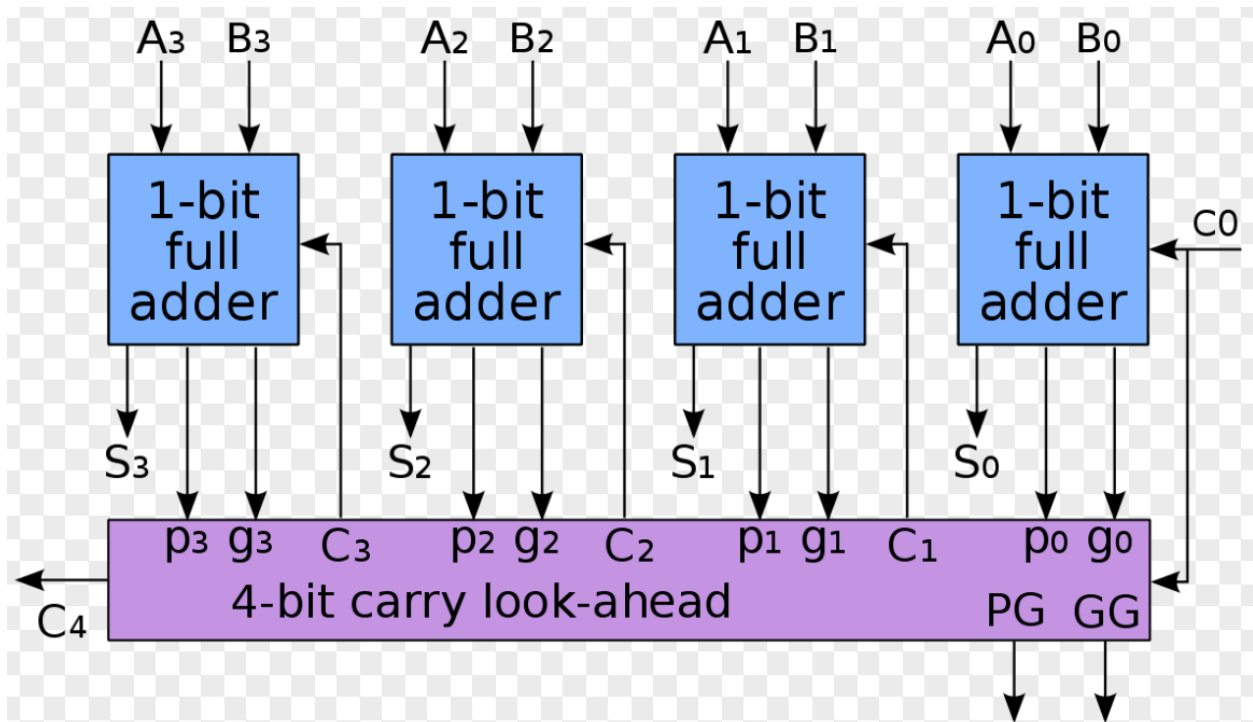 A₃ B₃ A₂ B₂ A₁ B₁ A₀ B₀
1-bit full adder
1-bit full adder
1-bit full adder
1-bit full adder
C0
S₃ S₂ S₁ S₀
p₃ g₃ C₃ p₂ g₂ C₂ p₁ g₁ C₁ p₀ g₀
4-bit carry look-ahead PG GG
C₄